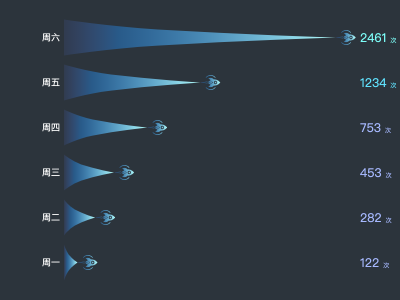 周六 2461 次
周五 1234 次
周四 753 次
周三 453 次
周二 282 次
周一 122 次